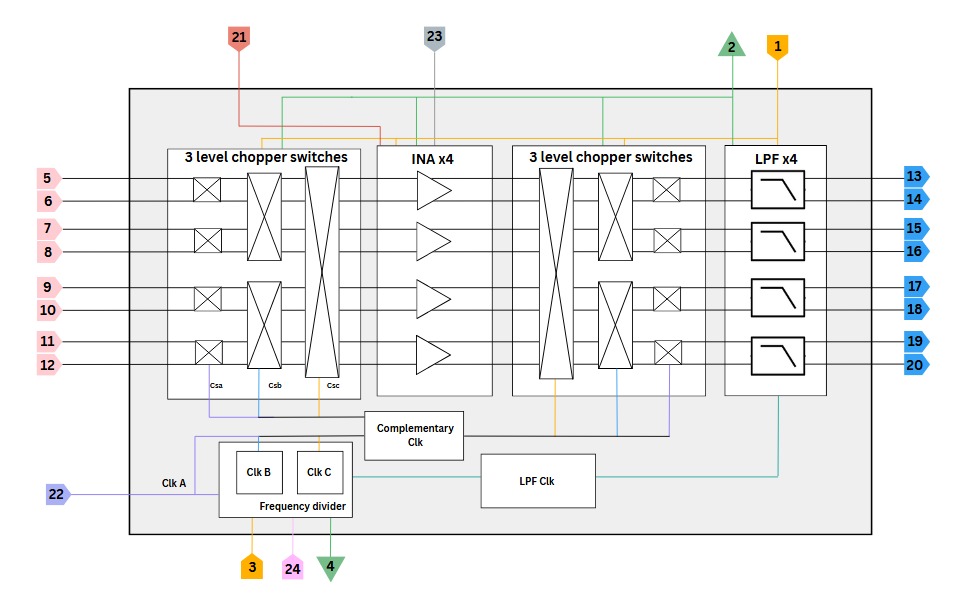 21
23
2
1
3 level chopper switches
INA x4
3 level chopper switches
LPF x4
5
6
7
8
9
10
11
12
13
14
15
16
17
18
19
20
Csa
Csb
Csc
Complementary
Clk
Clk A
22
Clk B
Clk C
Frequency divider
LPF Clk
3
24
4